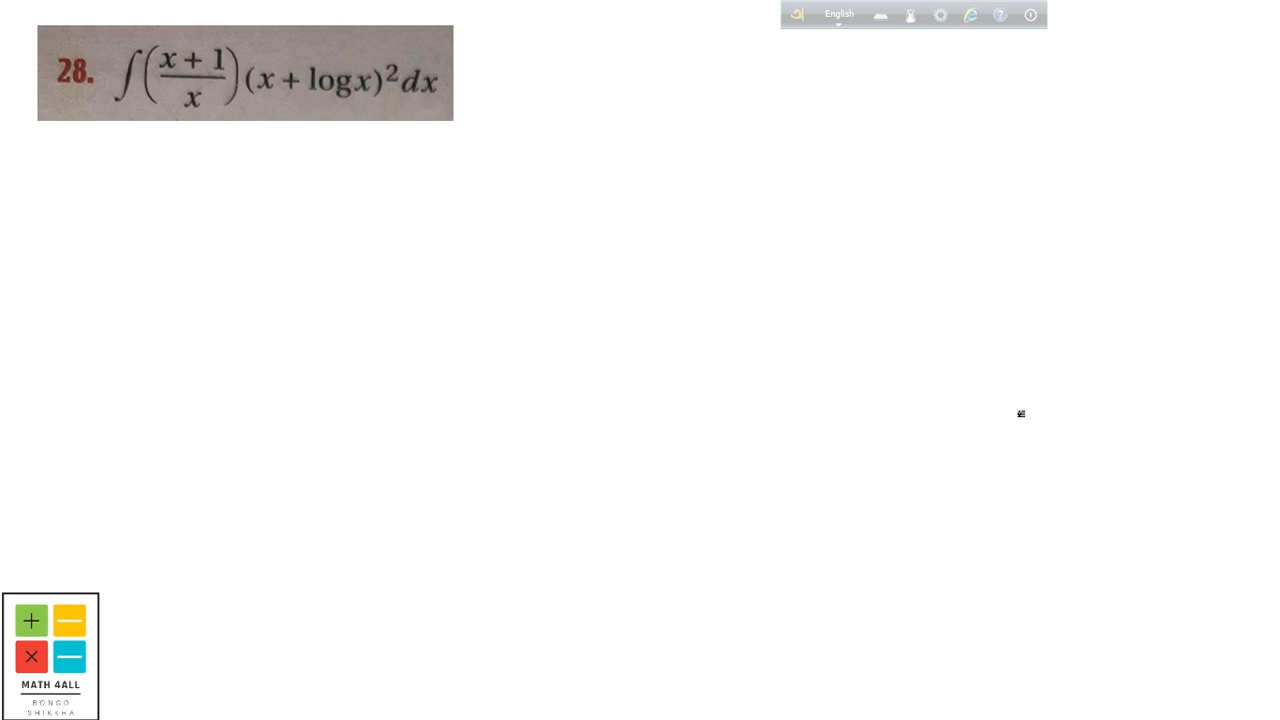 অ English
28. ∫((x + 1)/x)(x + log x)² dx
MATH 4ALL
BONGO
SHIKKHA